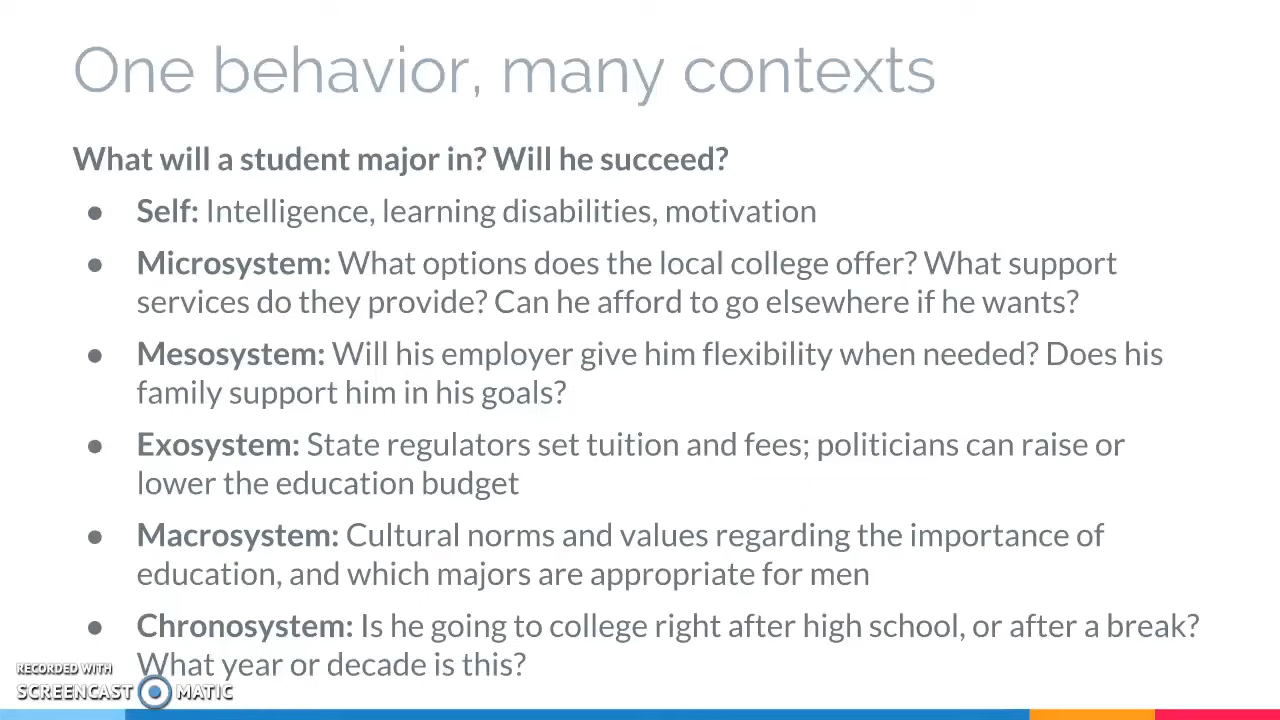 One behavior, many contexts
What will a student major in? Will he succeed?
● Self: Intelligence, learning disabilities, motivation
● Microsystem: What options does the local college offer? What support
services do they provide? Can he afford to go elsewhere if he wants?
● Mesosystem: Will his employer give him flexibility when needed? Does his
family support him in his goals?
● Exosystem: State regulators set tuition and fees; politicians can raise or
lower the education budget
● Macrosystem: Cultural norms and values regarding the importance of
education, and which majors are appropriate for men
● Chronosystem: Is he going to college right after high school, or after a break?
What year or decade is this?
RECORDED WITH
SCREENCAST MATIC